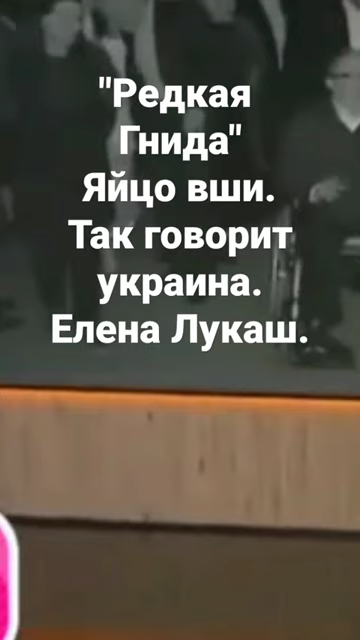 "Редкая
Гнида"
Яйцо вши.
Так говорит
украина.
Елена Лукаш.